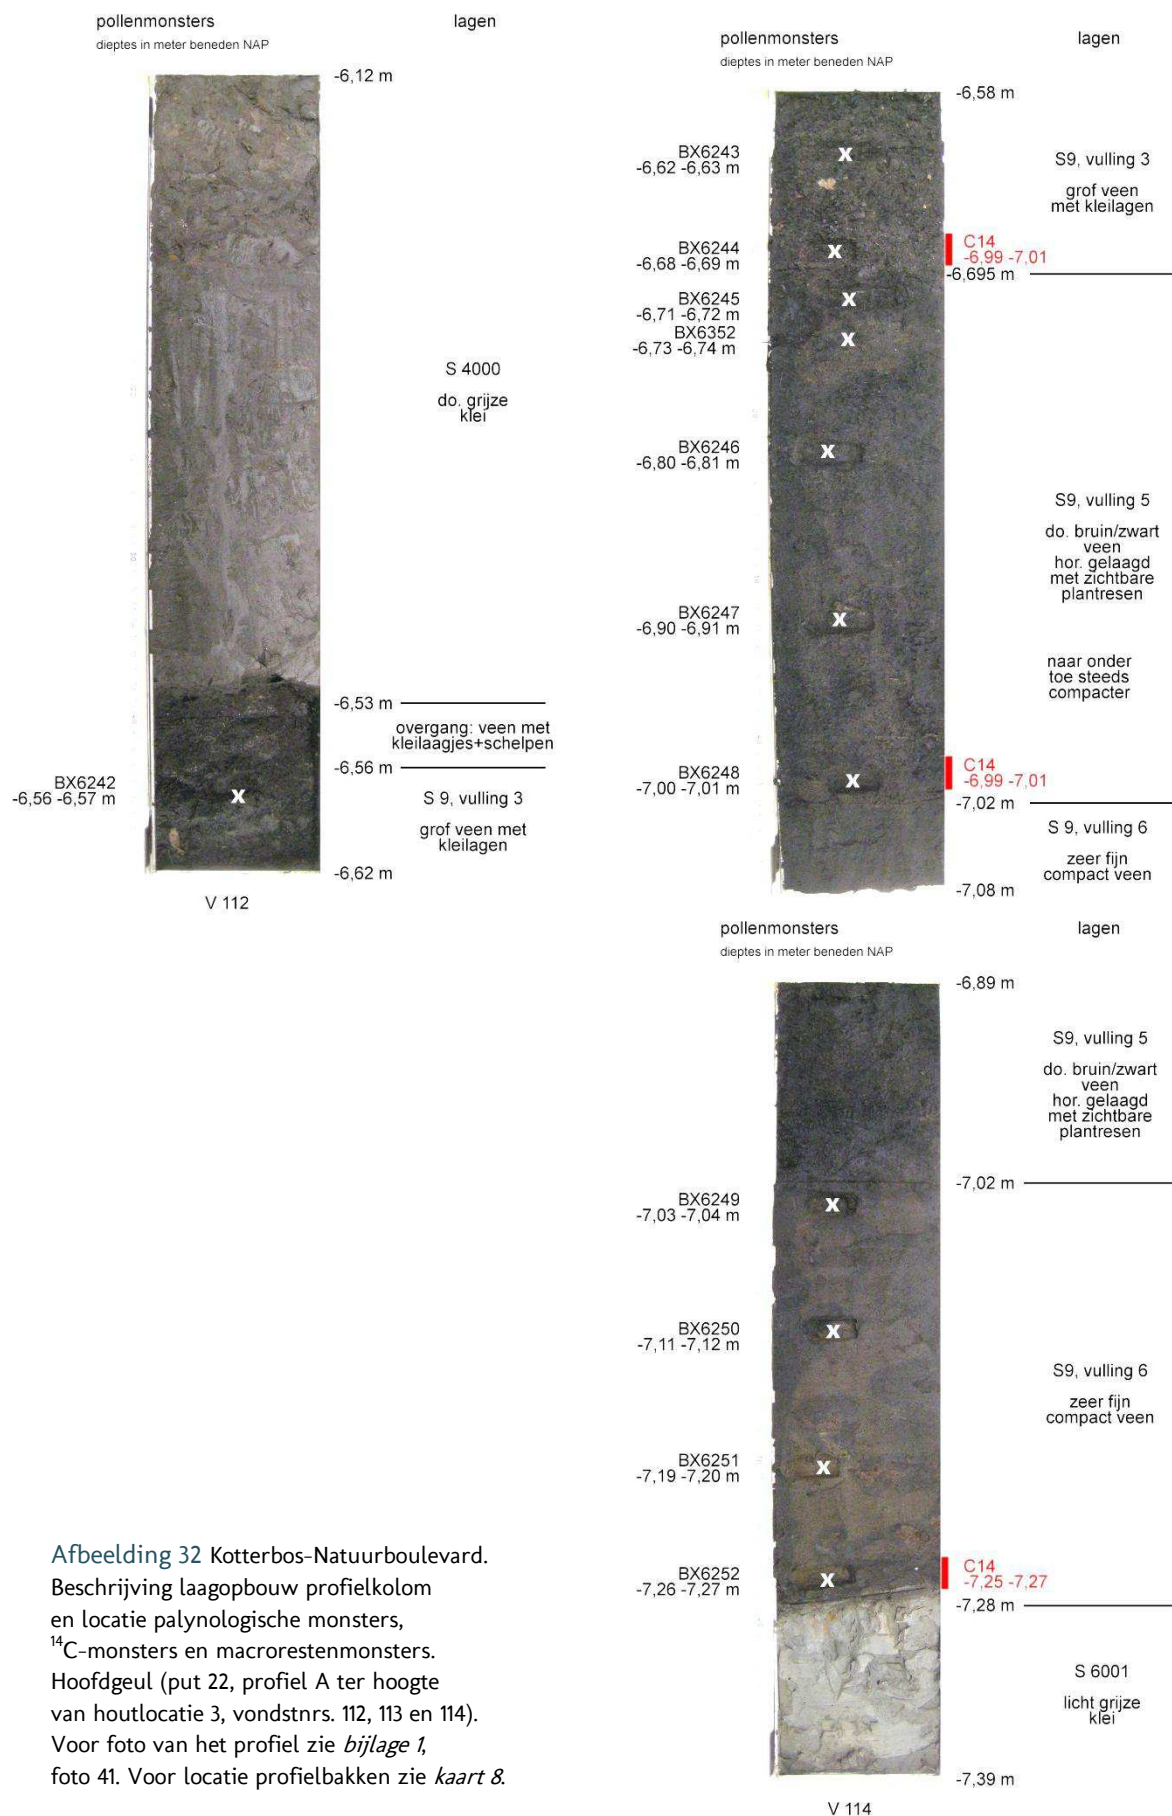 pollenmonsters
lagen
dieptes in meter beneden NAP
-6,12 m
S 4000
do. grijze
klei
-6,53 m
overgang: veen met
kleilaagjes+schelpen
-6,56 m
BX6242
-6,56 -6,57 m
x
S 9, vulling 3
grof veen met
kleilagen
-6,62 m
V 112
pollenmonsters
lagen
dieptes in meter beneden NAP
-6,58 m
BX6243
-6,62 -6,63 m
x
S9, vulling 3
grof veen
met kleilagen
BX6244
-6,68 -6,69 m
x
C14
-6,99 -7,01
-6,695 m
BX6245
-6,71 -6,72 m
x
BX6352
-6,73 -6,74 m
x
BX6246
-6,80 -6,81 m
x
S9, vulling 5
do. bruin/zwart
veen
hor. gelaagd
met zichtbare
plantresen
BX6247
-6,90 -6,91 m
x
naar onder
toe steeds
compacter
BX6248
-7,00 -7,01 m
x
C14
-6,99 -7,01
-7,02 m
S 9, vulling 6
zeer fijn
compact veen
-7,08 m
pollenmonsters
lagen
dieptes in meter beneden NAP
-6,89 m
S9, vulling 5
do. bruin/zwart
veen
hor. gelaagd
met zichtbare
plantresen
-7,02 m
BX6249
-7,03 -7,04 m
x
BX6250
-7,11 -7,12 m
x
S9, vulling 6
zeer fijn
compact veen
BX6251
-7,19 -7,20 m
x
BX6252
-7,26 -7,27 m
x
C14
-7,25 -7,27
-7,28 m
S 6001
licht grijze
klei
-7,39 m
V 114
Afbeelding 32 Kotterbos-Natuurboulevard.
Beschrijving laagopbouw profielkolom
en locatie palynologische monsters,
¹⁴C-monsters en macrorestenmonsters.
Hoofdgeul (put 22, profiel A ter hoogte
van houtlocatie 3, vondstnrs. 112, 113 en 114).
Voor foto van het profiel zie bijlage 1,
foto 41. Voor locatie profielbakken zie kaart 8.